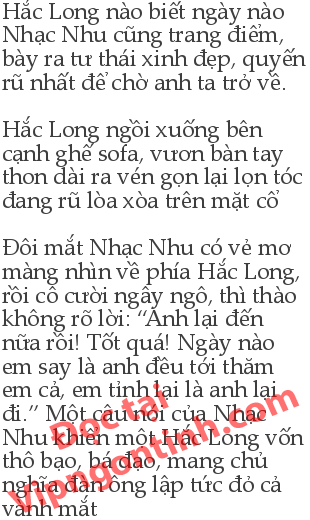 Hắc Long nào biết ngày nào
Nhạc Nhu cũng trang điểm,
bày ra tư thái xinh đẹp, quyến
rũ nhất để chờ anh ta trở về.
Hắc Long ngồi xuống bên
cạnh ghế sofa, vươn bàn tay
thon dài ra vén gọn lại lọn tóc
đang rũ lòa xòa trên mặt cổ
Đôi mắt Nhạc Nhu có vẻ mơ
màng nhìn về phía Hắc Long,
rồi cô cười ngây ngô, thì thào
không rõ lời: “Anh lại đến
nữa rồi! Tốt quá! Ngày nào
em say là anh đều tới thăm
em cả, em tỉnh lại là anh lại
đi.” Một câu nói của Nhạc
Nhu khiến một Hắc Long vốn
thô bạo, bá đạo, mang chủ
nghĩa đàn ông lập tức đỏ cả
vành mắt
Đọc tại
Vipngontinh.com